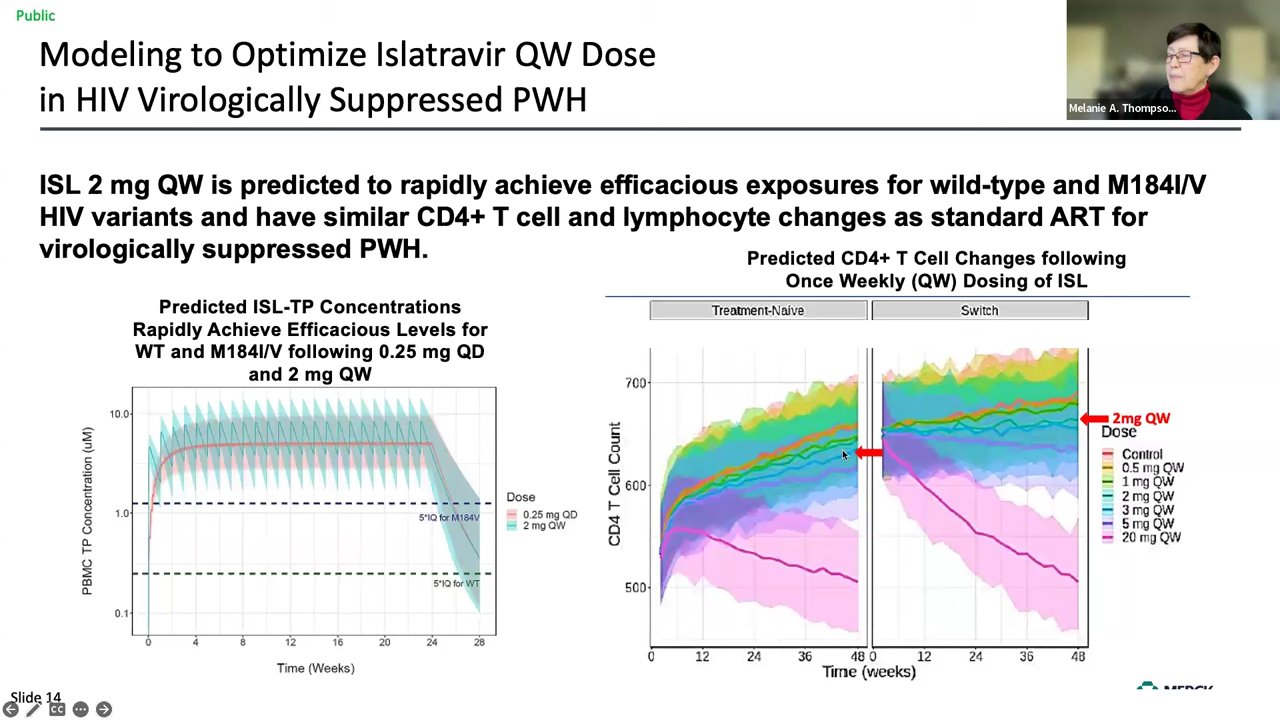 Public
Modeling to Optimize Islatravir QW Dose
in HIV Virologically Suppressed PWH
Melanie A. Thompso...
ISL 2 mg QW is predicted to rapidly achieve efficacious exposures for wild-type and M184I/V
HIV variants and have similar CD4+ T cell and lymphocyte changes as standard ART for
virologically suppressed PWH.
Predicted ISL-TP Concentrations
Rapidly Achieve Efficacious Levels for
WT and M184I/V following 0.25 mg QD
and 2 mg QW
PBMC TP Concentration (uM)
10.0
1.0
0.1
5*IQ for M184V
5*IQ for WT
0 4 8 12 16 20 24 28
Time (Weeks)
Dose
0.25 mg QD
2 mg QW
Predicted CD4+ T Cell Changes following
Once Weekly (QW) Dosing of ISL
Treatment-Naive Switch
CD4 T Cell Count
700
600
500
0 12 24 36 48 0 12 24 36 48
Time (weeks)
2mg QW
Dose
Control
0.5 mg QW
1 mg QW
2 mg QW
3 mg QW
5 mg QW
20 mg QW
Slide 14
CC
MERCK